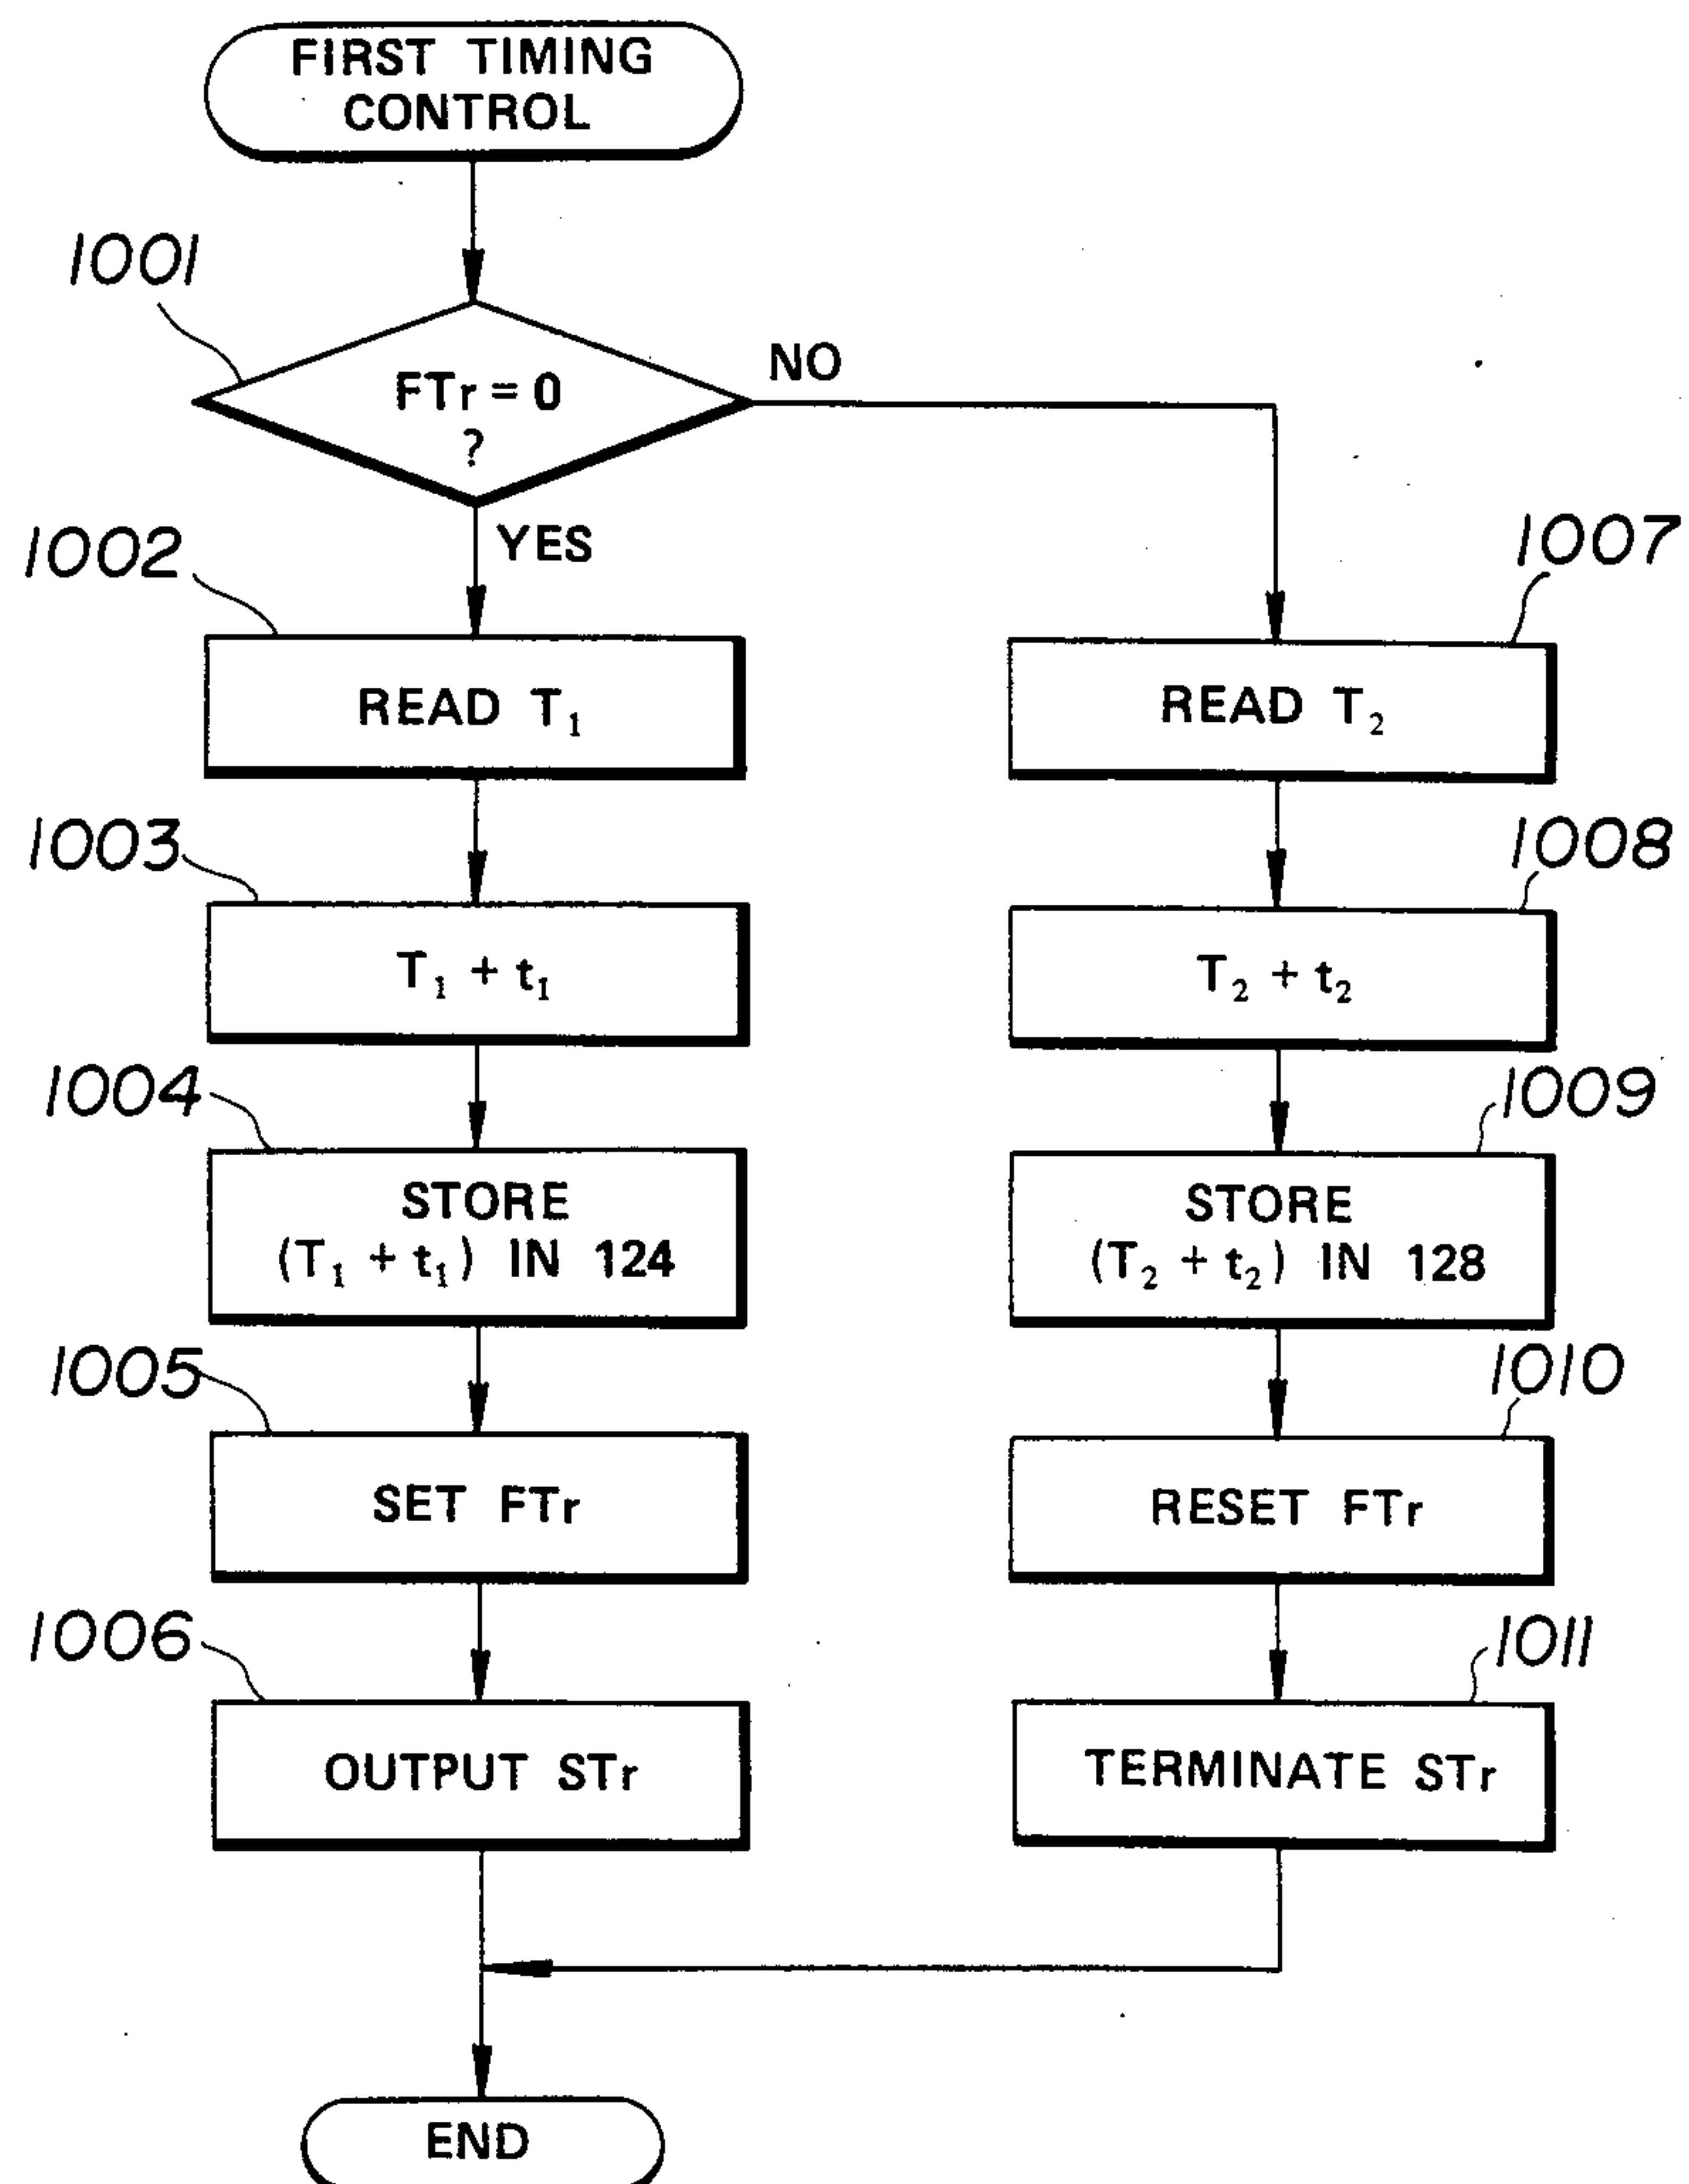 FIRST TIMING
CONTROL
1001
FTr = 0
?
NO
YES
1002
READ T₁
1003
T₁ + t₁
1004
STORE
(T₁ + t₁) IN 124
1005
SET FTr
1006
OUTPUT STr
1007
READ T₂
1008
T₂ + t₂
1009
STORE
(T₂ + t₂) IN 128
1010
RESET FTr
1011
TERMINATE STr
END